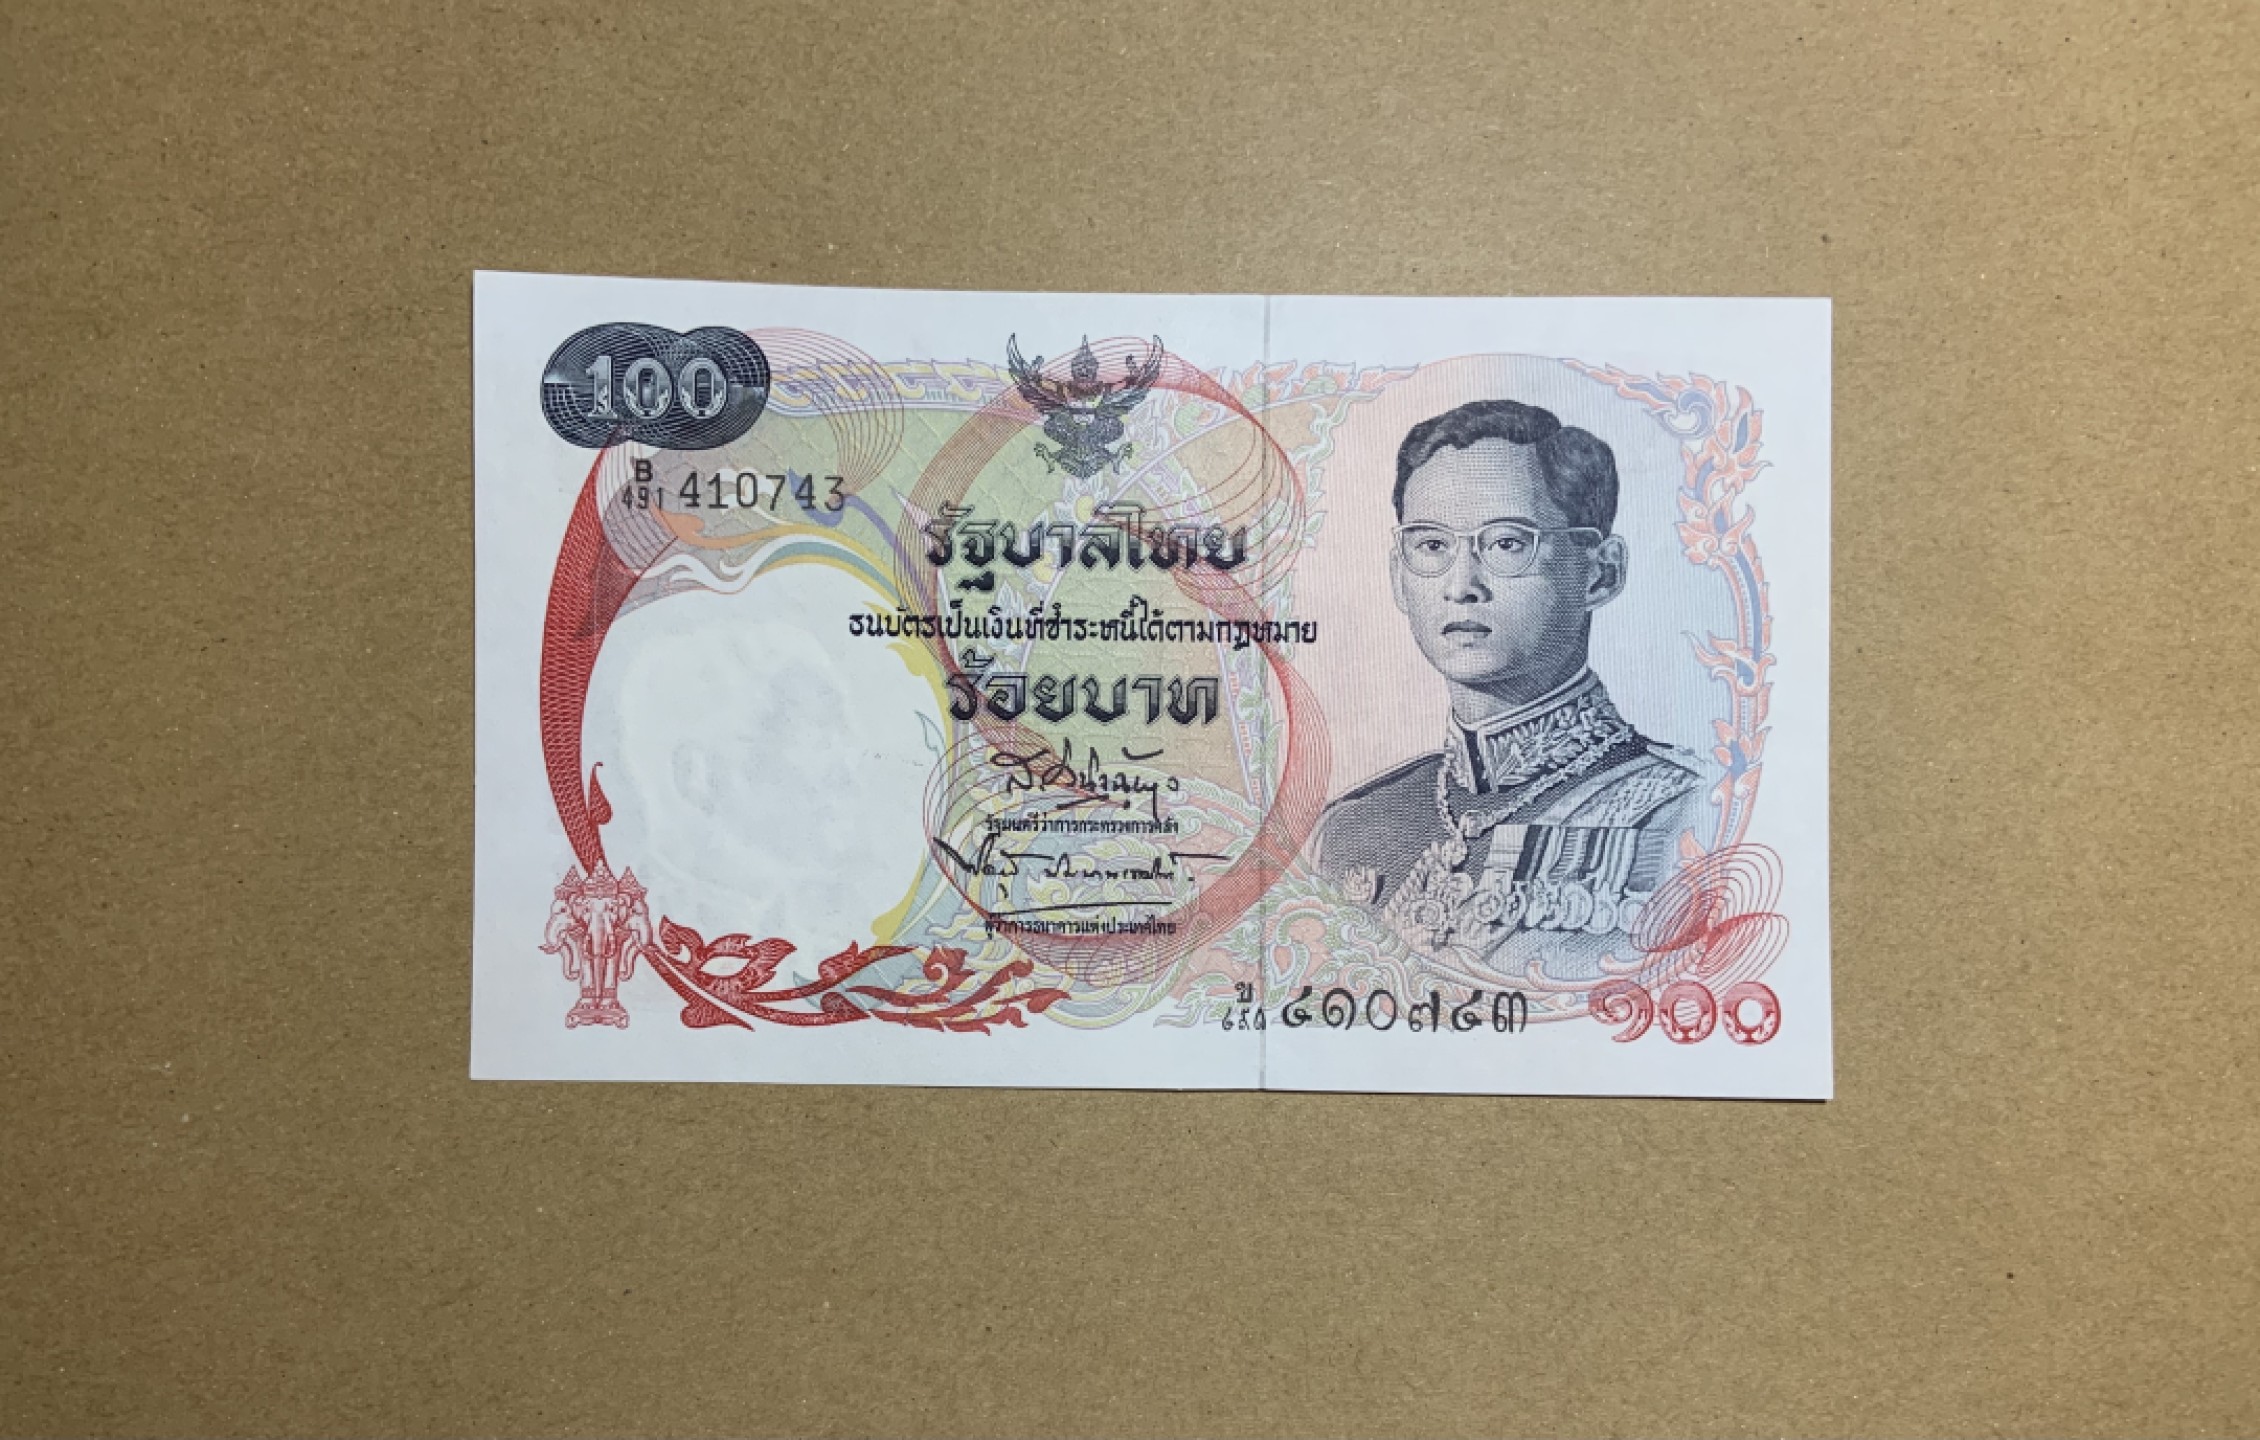 100
B
491 410743
รัฐบาลไทย
ธนบัตรเป็นเงินที่ชำระหนี้ได้ตามกฎหมาย
ร้อยบาท
รัฐมนตรีว่าการกระทรวงการคลัง
ผู้ว่าการธนาคารแห่งประเทศไทย
ข
๔๙๑ ๔๑๐๗๔๓
๑๐๐